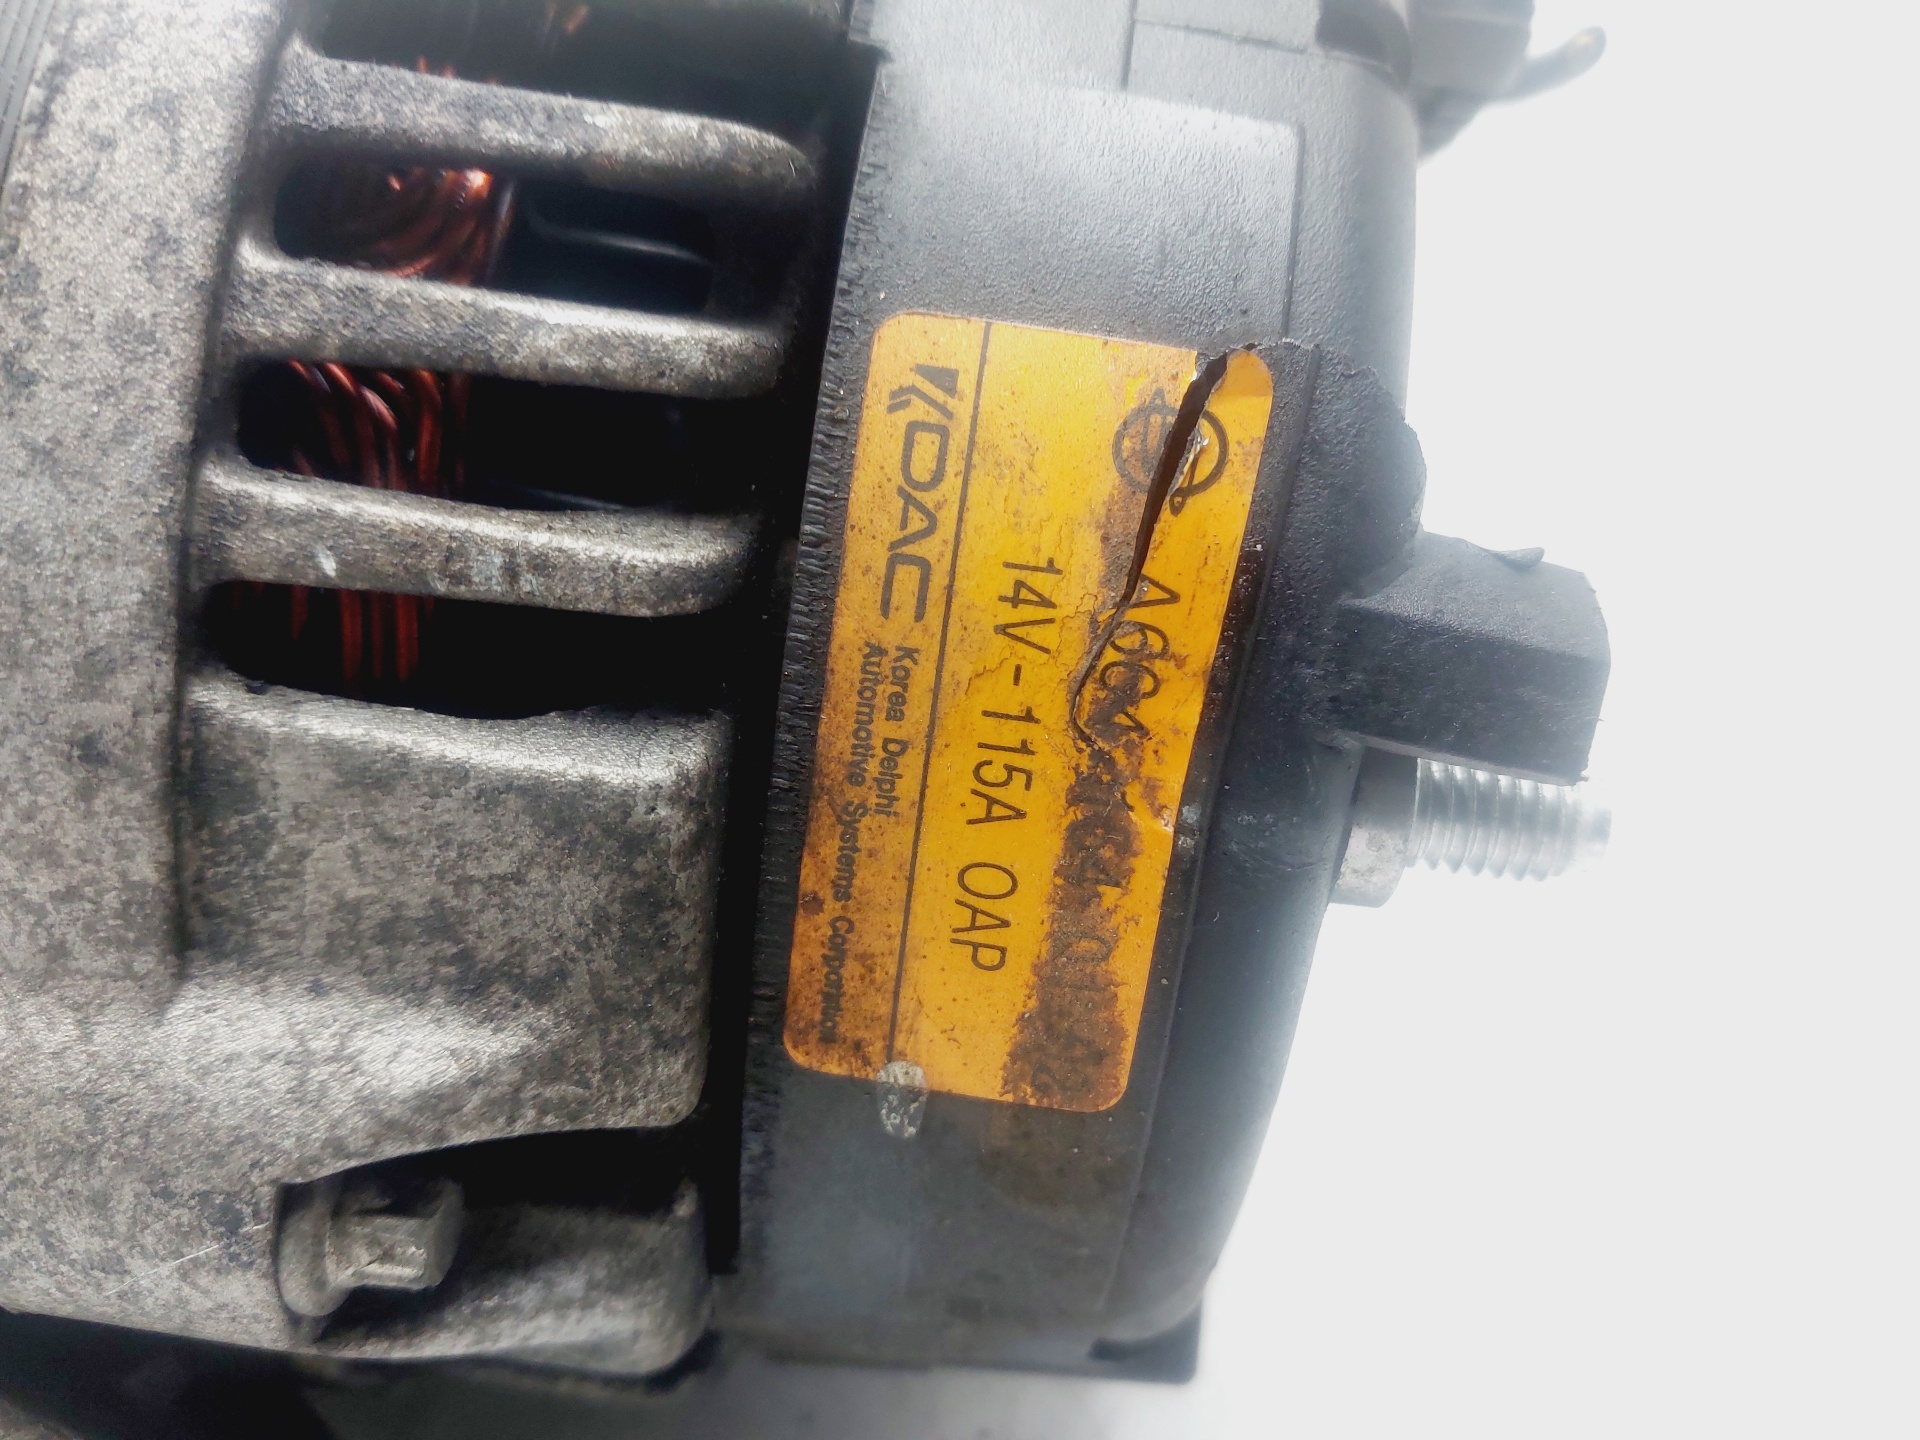 KDAC
Korea Delphi
Automotive Systems Corporation
14V-115A OAP